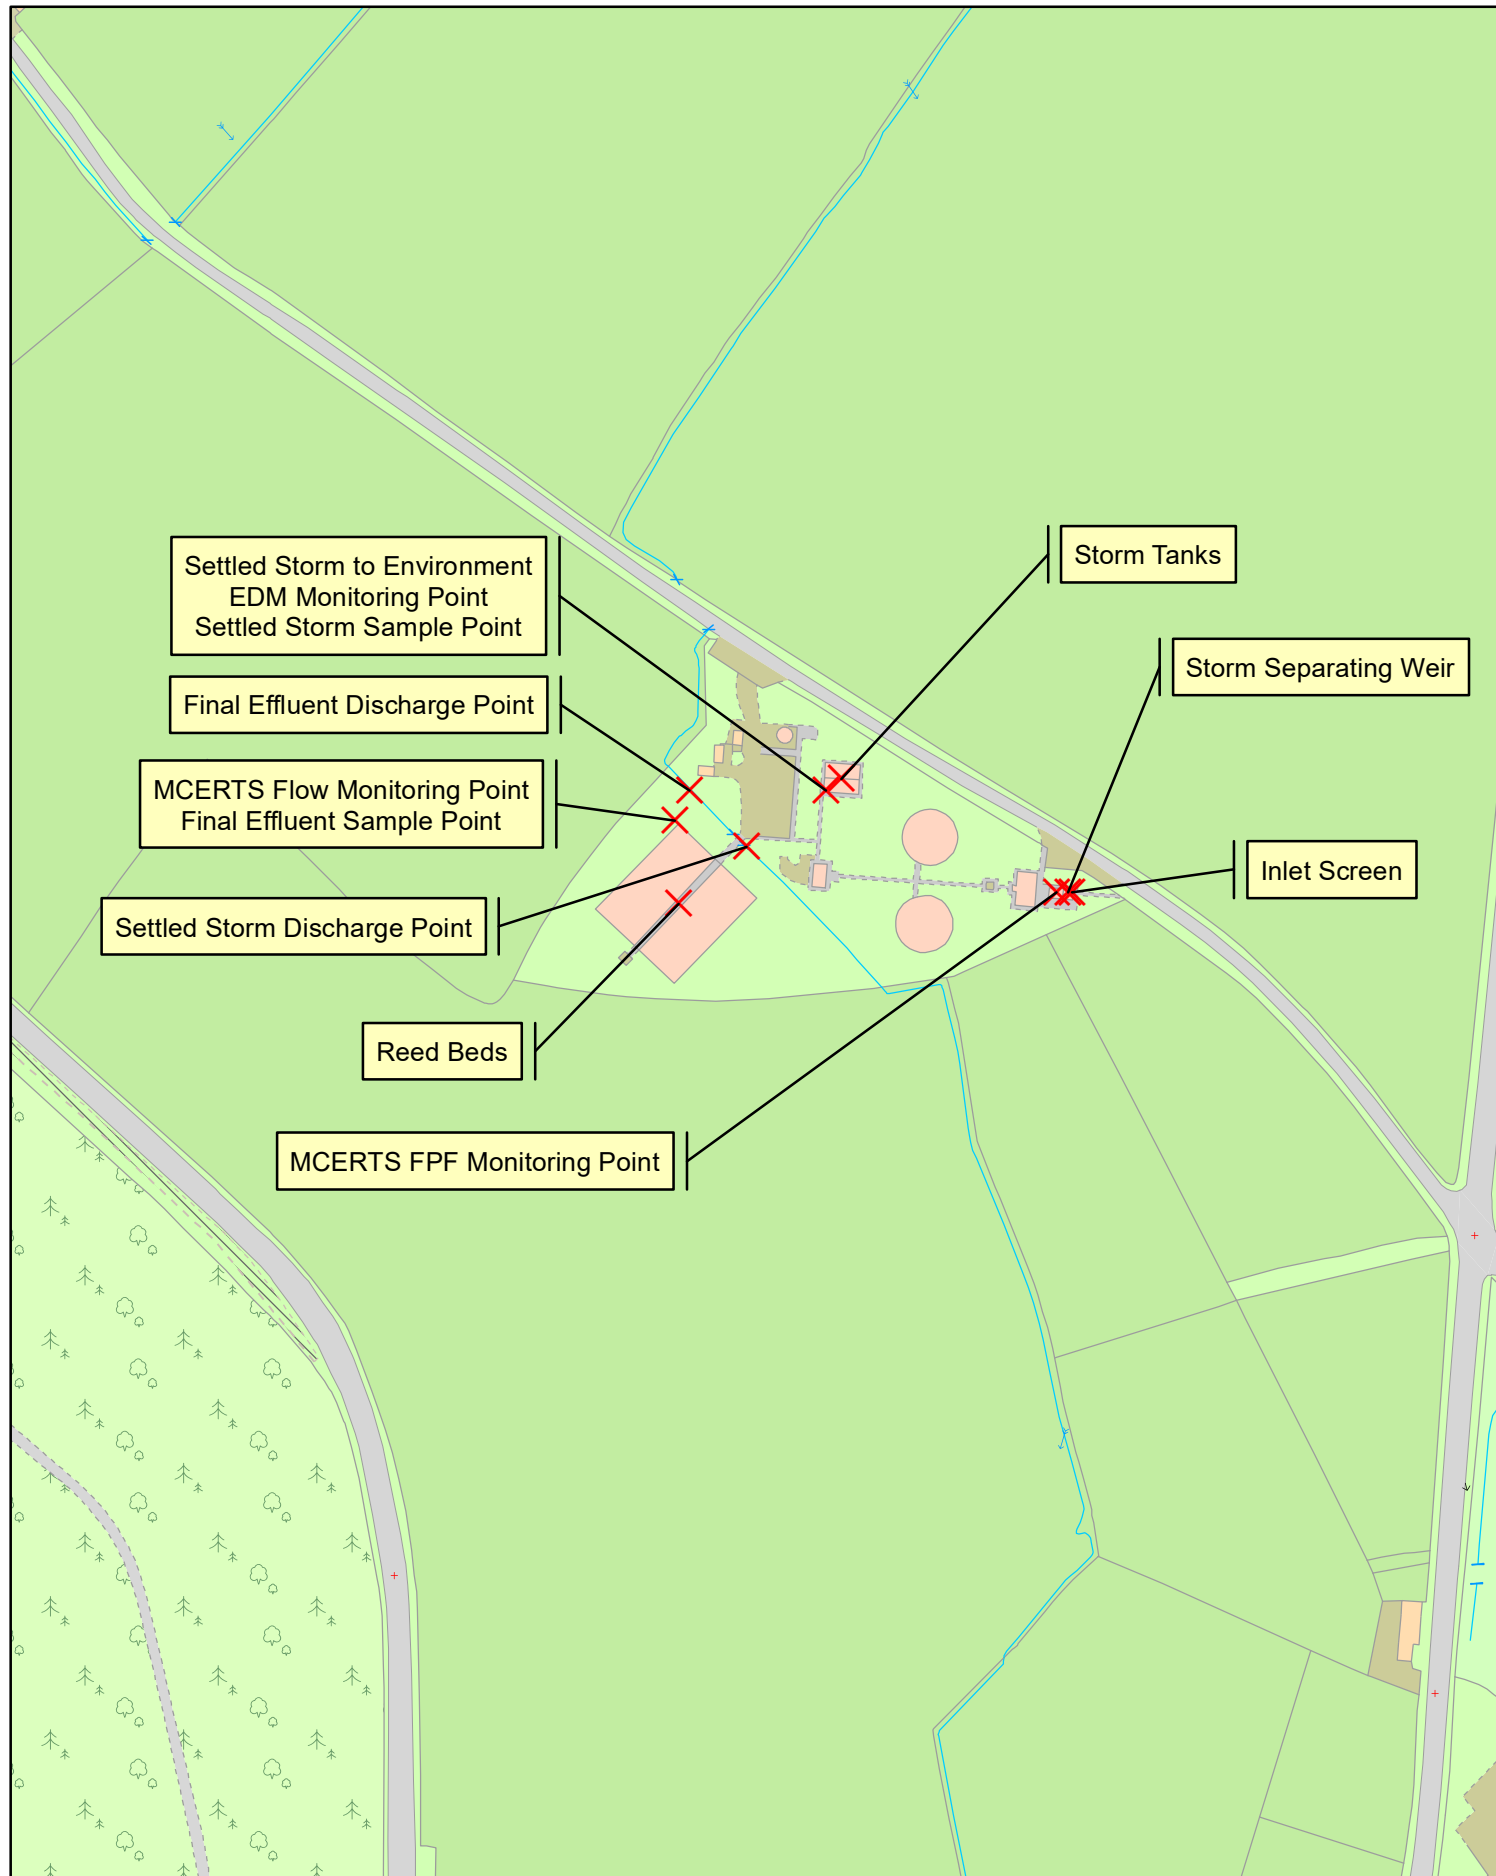 Settled Storm to Environment
EDM Monitoring Point
Settled Storm Sample Point
Storm Tanks
Storm Separating Weir
Final Effluent Discharge Point
MCERTS Flow Monitoring Point
Final Effluent Sample Point
Inlet Screen
Settled Storm Discharge Point
Reed Beds
MCERTS FPF Monitoring Point